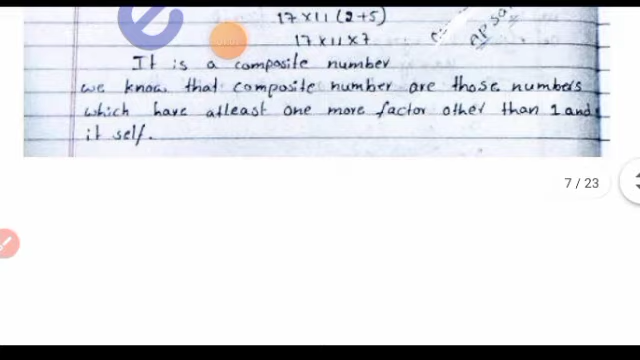 17 x 11 (2+5)
17 x 11 x 7
It is a composite number
we know that composite number are those numbers
which have atleast one more factor other than 1 and
it self.
7 / 23